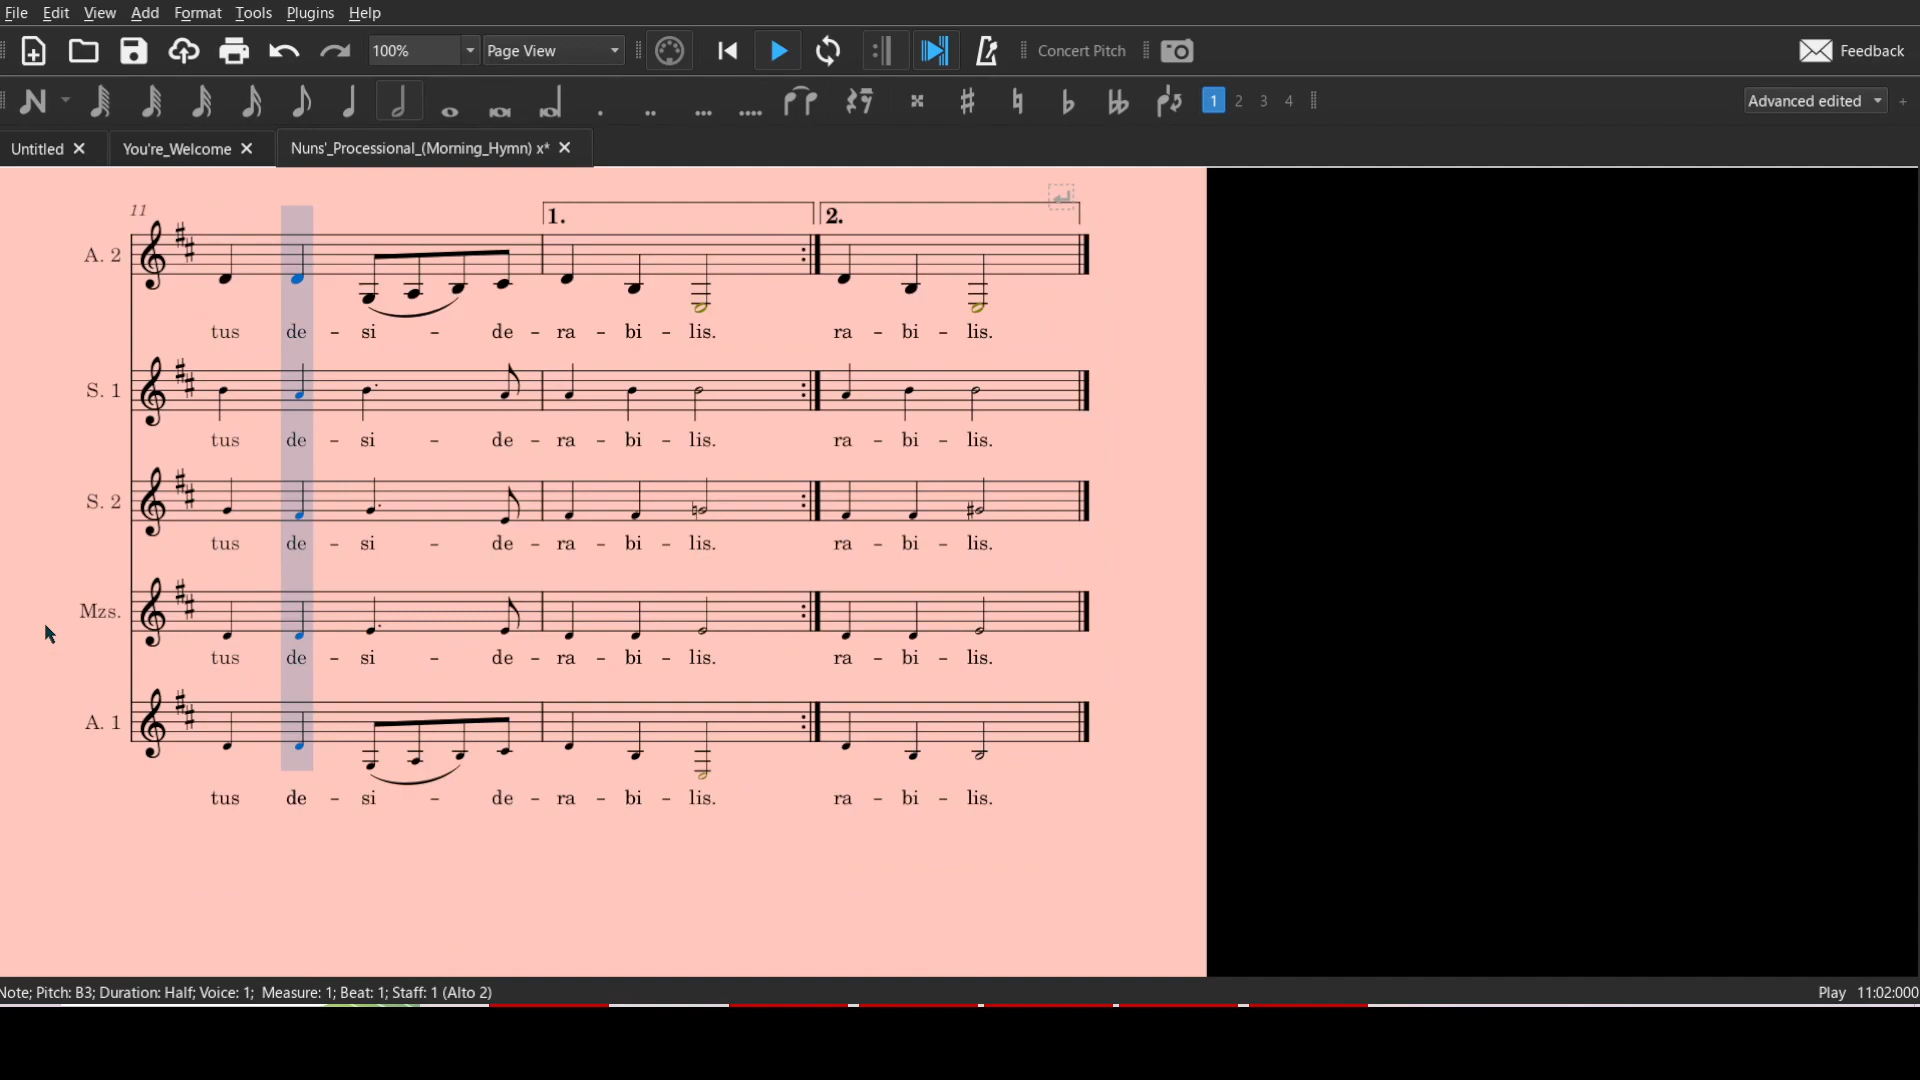 File Edit View Add Format Tools Plugins Help
100% Page View Concert Pitch Feedback
1 2 3 4 Advanced edited +
Untitled You're_Welcome Nuns'_Processional_(Morning_Hymn) x*
11 1. 2.
A. 2
tus de - si - de - ra - bi - lis. ra - bi - lis.
S. 1
tus de - si - de - ra - bi - lis. ra - bi - lis.
S. 2
tus de - si - de - ra - bi - lis. ra - bi - lis.
Mzs.
tus de - si - de - ra - bi - lis. ra - bi - lis.
A. 1
tus de - si - de - ra - bi - lis. ra - bi - lis.
Note; Pitch: B3; Duration: Half; Voice: 1; Measure: 1; Beat: 1; Staff: 1 (Alto 2) Play 11:02:000